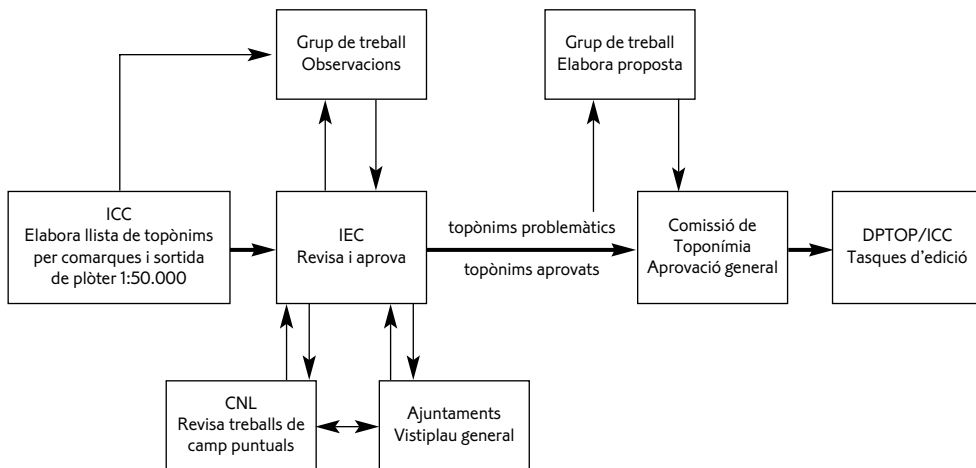 Grup de treball
Observacions
Grup de treball
Elabora proposta
ICC
Elabora llista de topònims
per comarques i sortida
de plòter 1:50.000
IEC
Revisa i aprova
topònims problemàtics
topònims aprovats
Comissió de
Toponímia
Aprovació general
DPTOP/ICC
Tasques d’edició
CNL
Revisa treballs de
camp puntuals
Ajuntaments
Vistiplau general